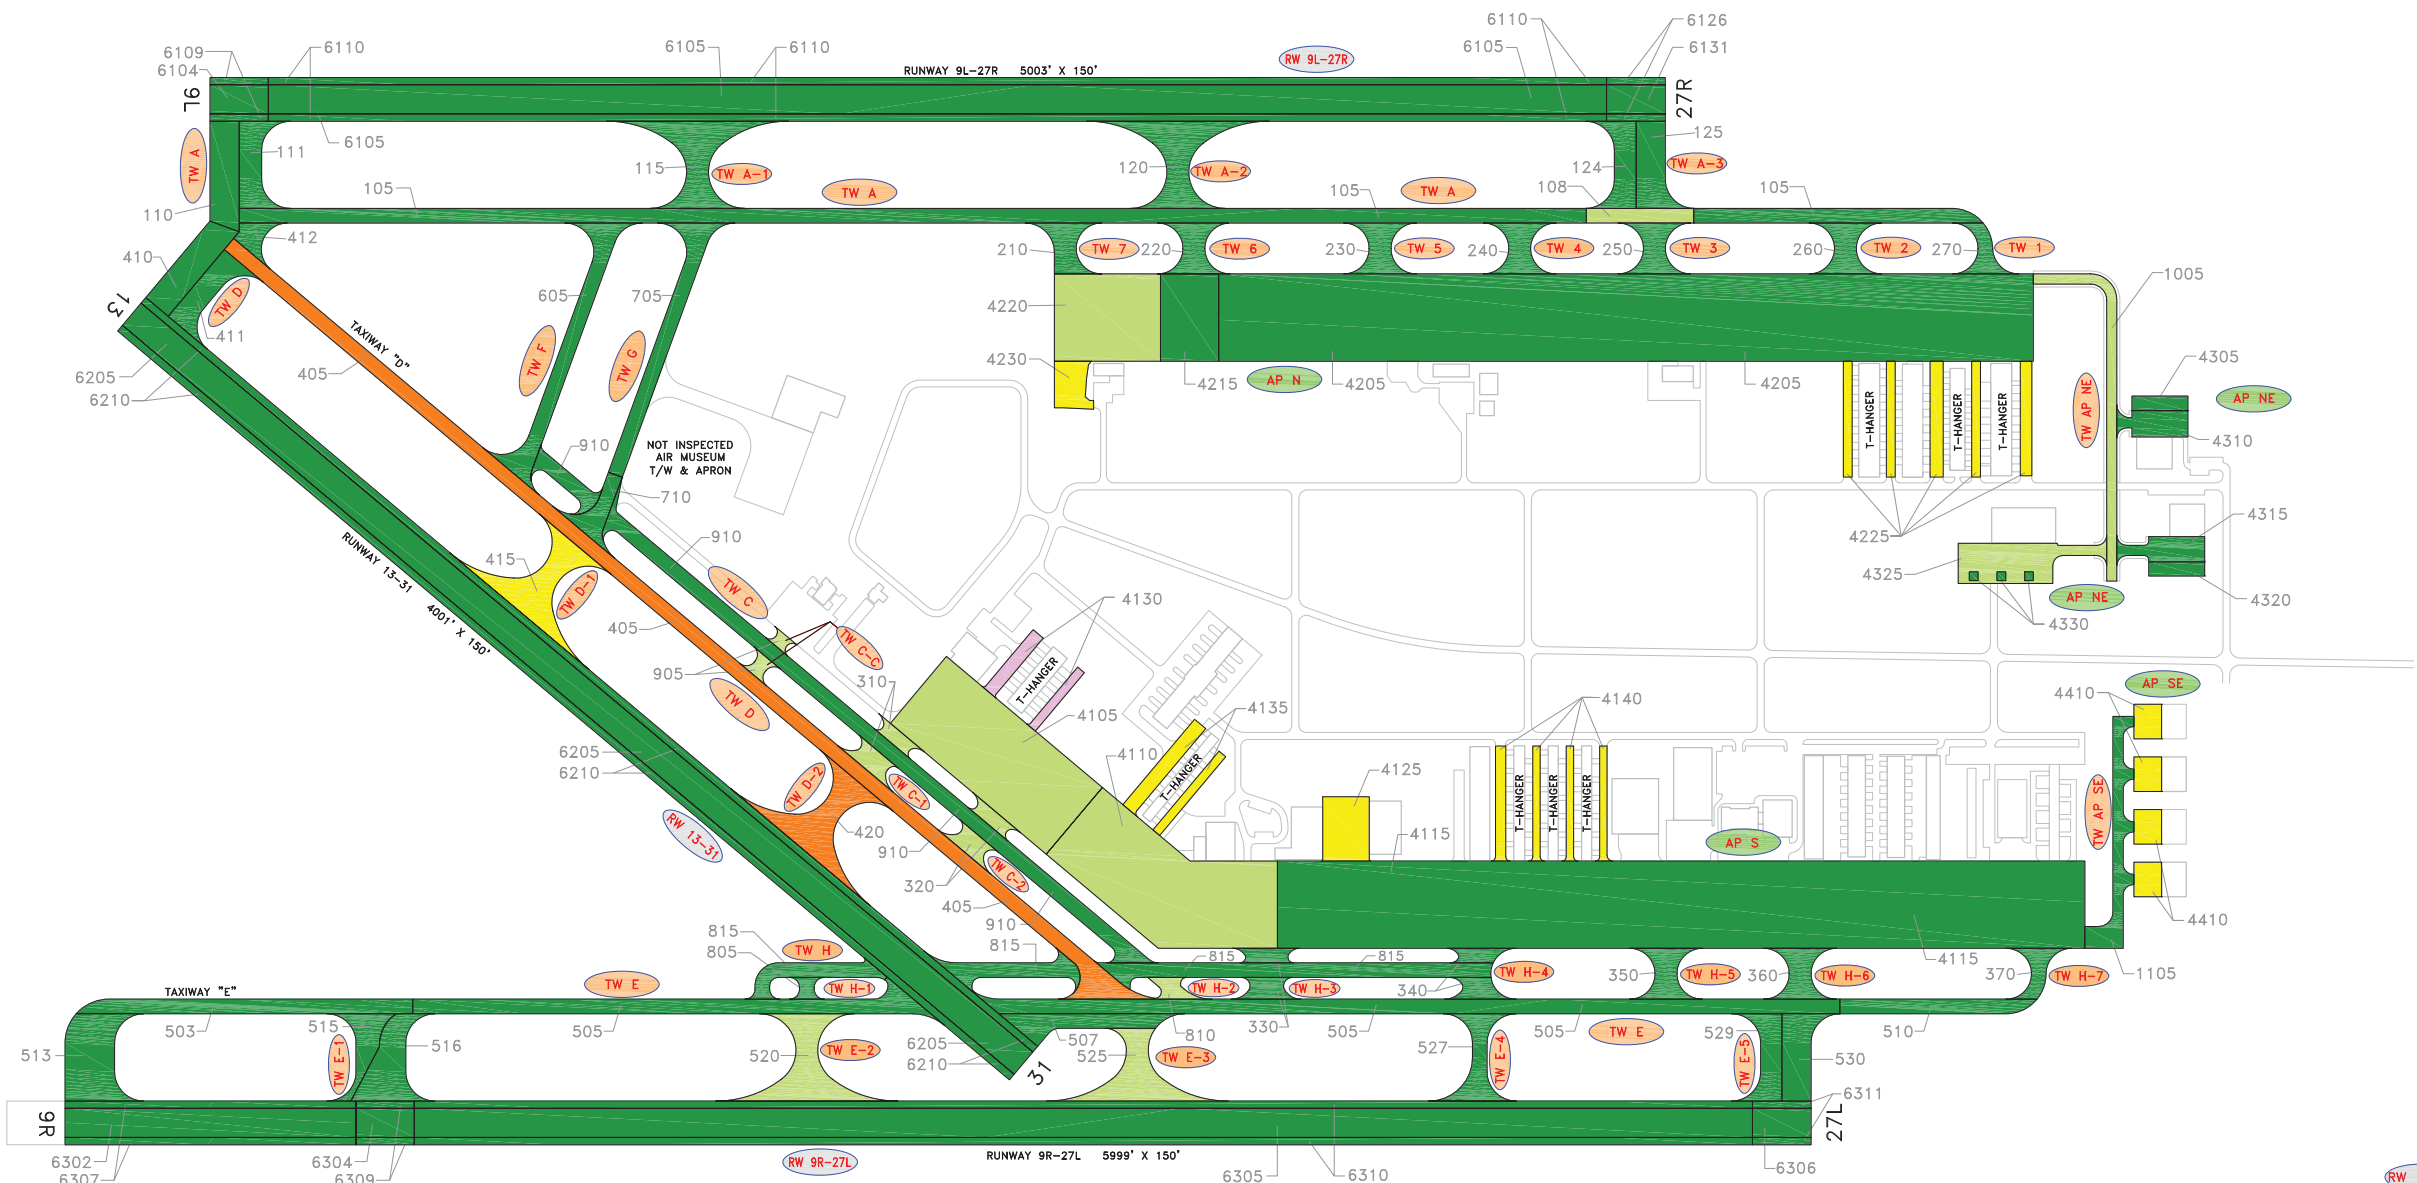 6110
6126
6109
6110
6105
6110
6105
6131
RW 9L-27R
6104
RUNWAY 9L-27R 5003' X 150'
9L
27R
6105
125
TW A
111
115
TW A-1
120
TW A-2
124
TW A-3
105
TW A
105
TW A
108
105
110
412
210
TW 7
220
TW 6
230
TW 5
240
TW 4
250
TW 3
260
TW 2
270
TW 1
410
13
TW D
411
605
705
4220
1005
TAXIWAY "D"
405
TW F
TW G
4230
4215
AP N
4205
4205
4305
6205
6210
AP NE
TW AP NE
4310
T-HANGER
T-HANGER
T-HANGER
910
NOT INSPECTED
AIR MUSEUM
T/W & APRON
710
4225
4315
RUNWAY 13-31 4001' X 150'
415
910
TW D-1
TW C
4325
AP NE
4320
4330
405
4130
TW C-C
905
310
T-HANGER
TW D
4105
4135
4140
4410
AP SE
6205
6210
4110
T-HANGER
4125
TW D-2
TW C-1
420
910
4115
T-HANGER
T-HANGER
T-HANGER
AP S
TW AP SE
RW 13-31
320
TW C-2
405
910
4410
815
805
TW H
815
815
815
TW H-4
350
TW H-5
360
TW H-6
4115
370
TW H-7
1105
TAXIWAY "E"
TW E
TW H-1
TW H-2
TW H-3
340
503
515
505
810
330
505
505
TW E
529
510
513
TW E-1
516
520
TW E-2
6205
6210
507
525
TW E-3
527
TW E-4
TW E-5
530
31
9R
6311
27L
6302
6307
6304
6309
RW 9R-27L
RUNWAY 9R-27L 5999' X 150'
6305
6310
6306
RW